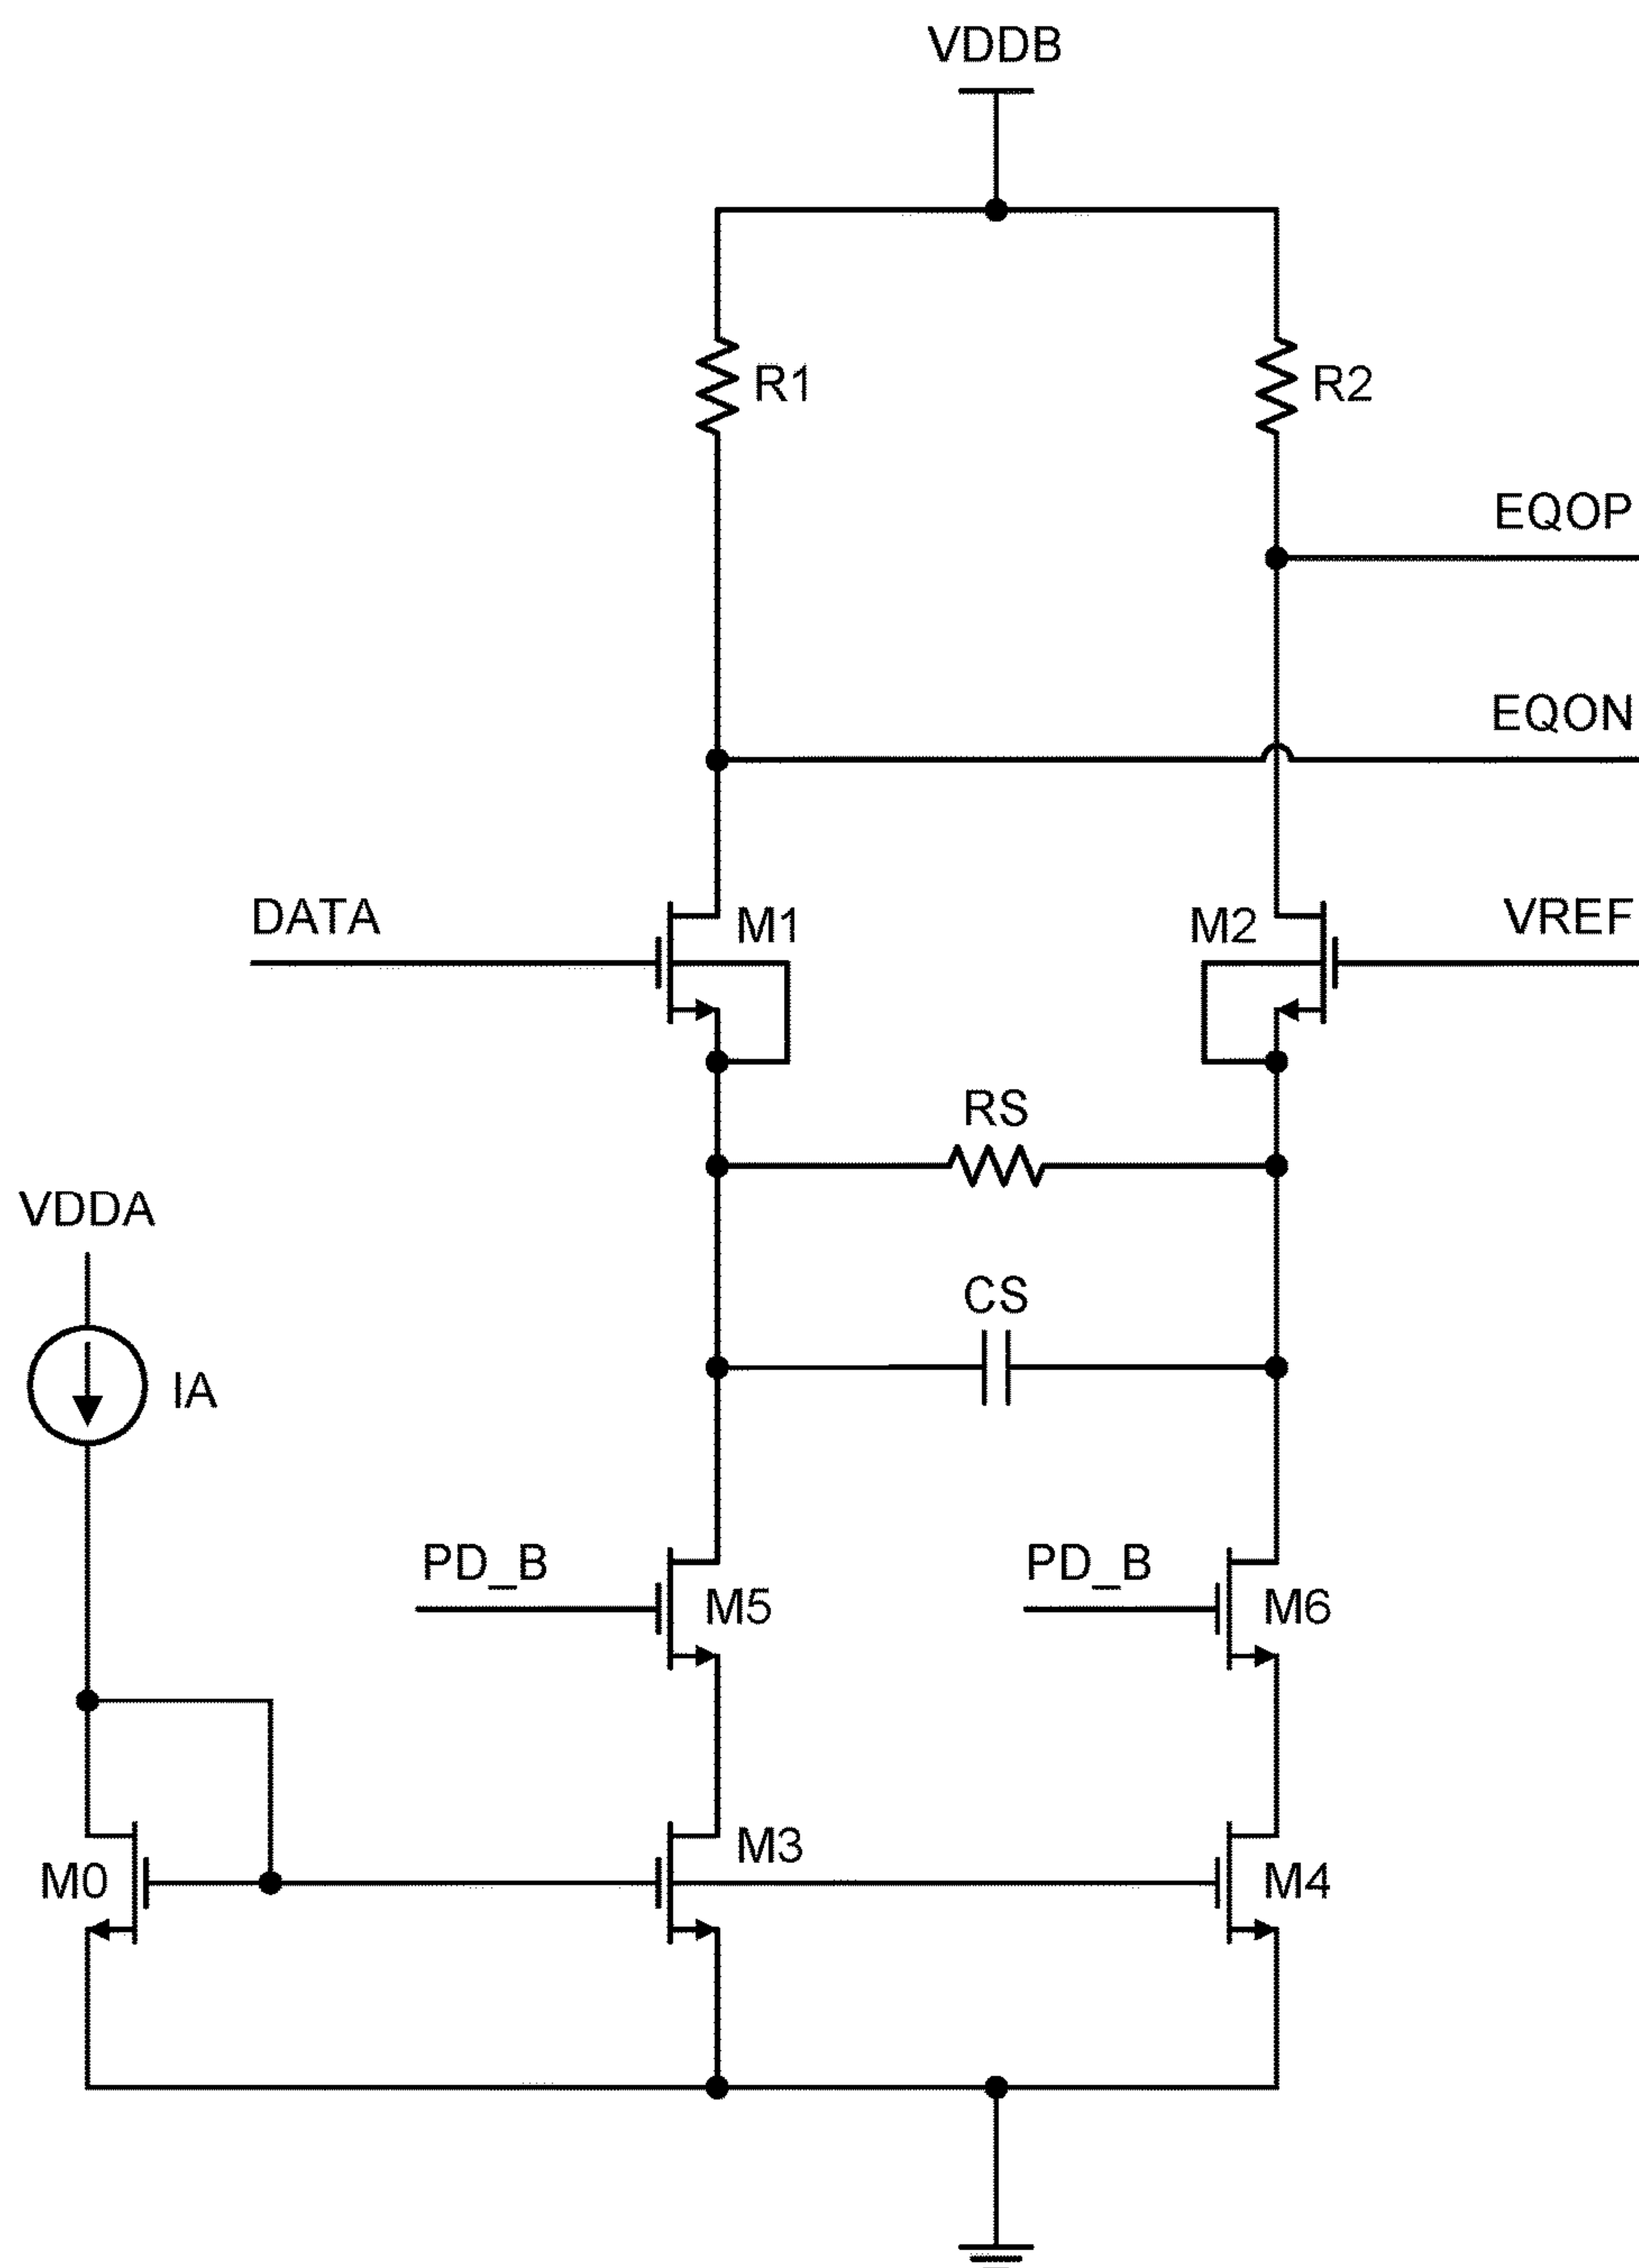 VDDB
R1
R2
EQOP
EQON
DATA
M1
M2
VREF
RS
VDDA
CS
IA
PD_B
M5
PD_B
M6
M0
M3
M4